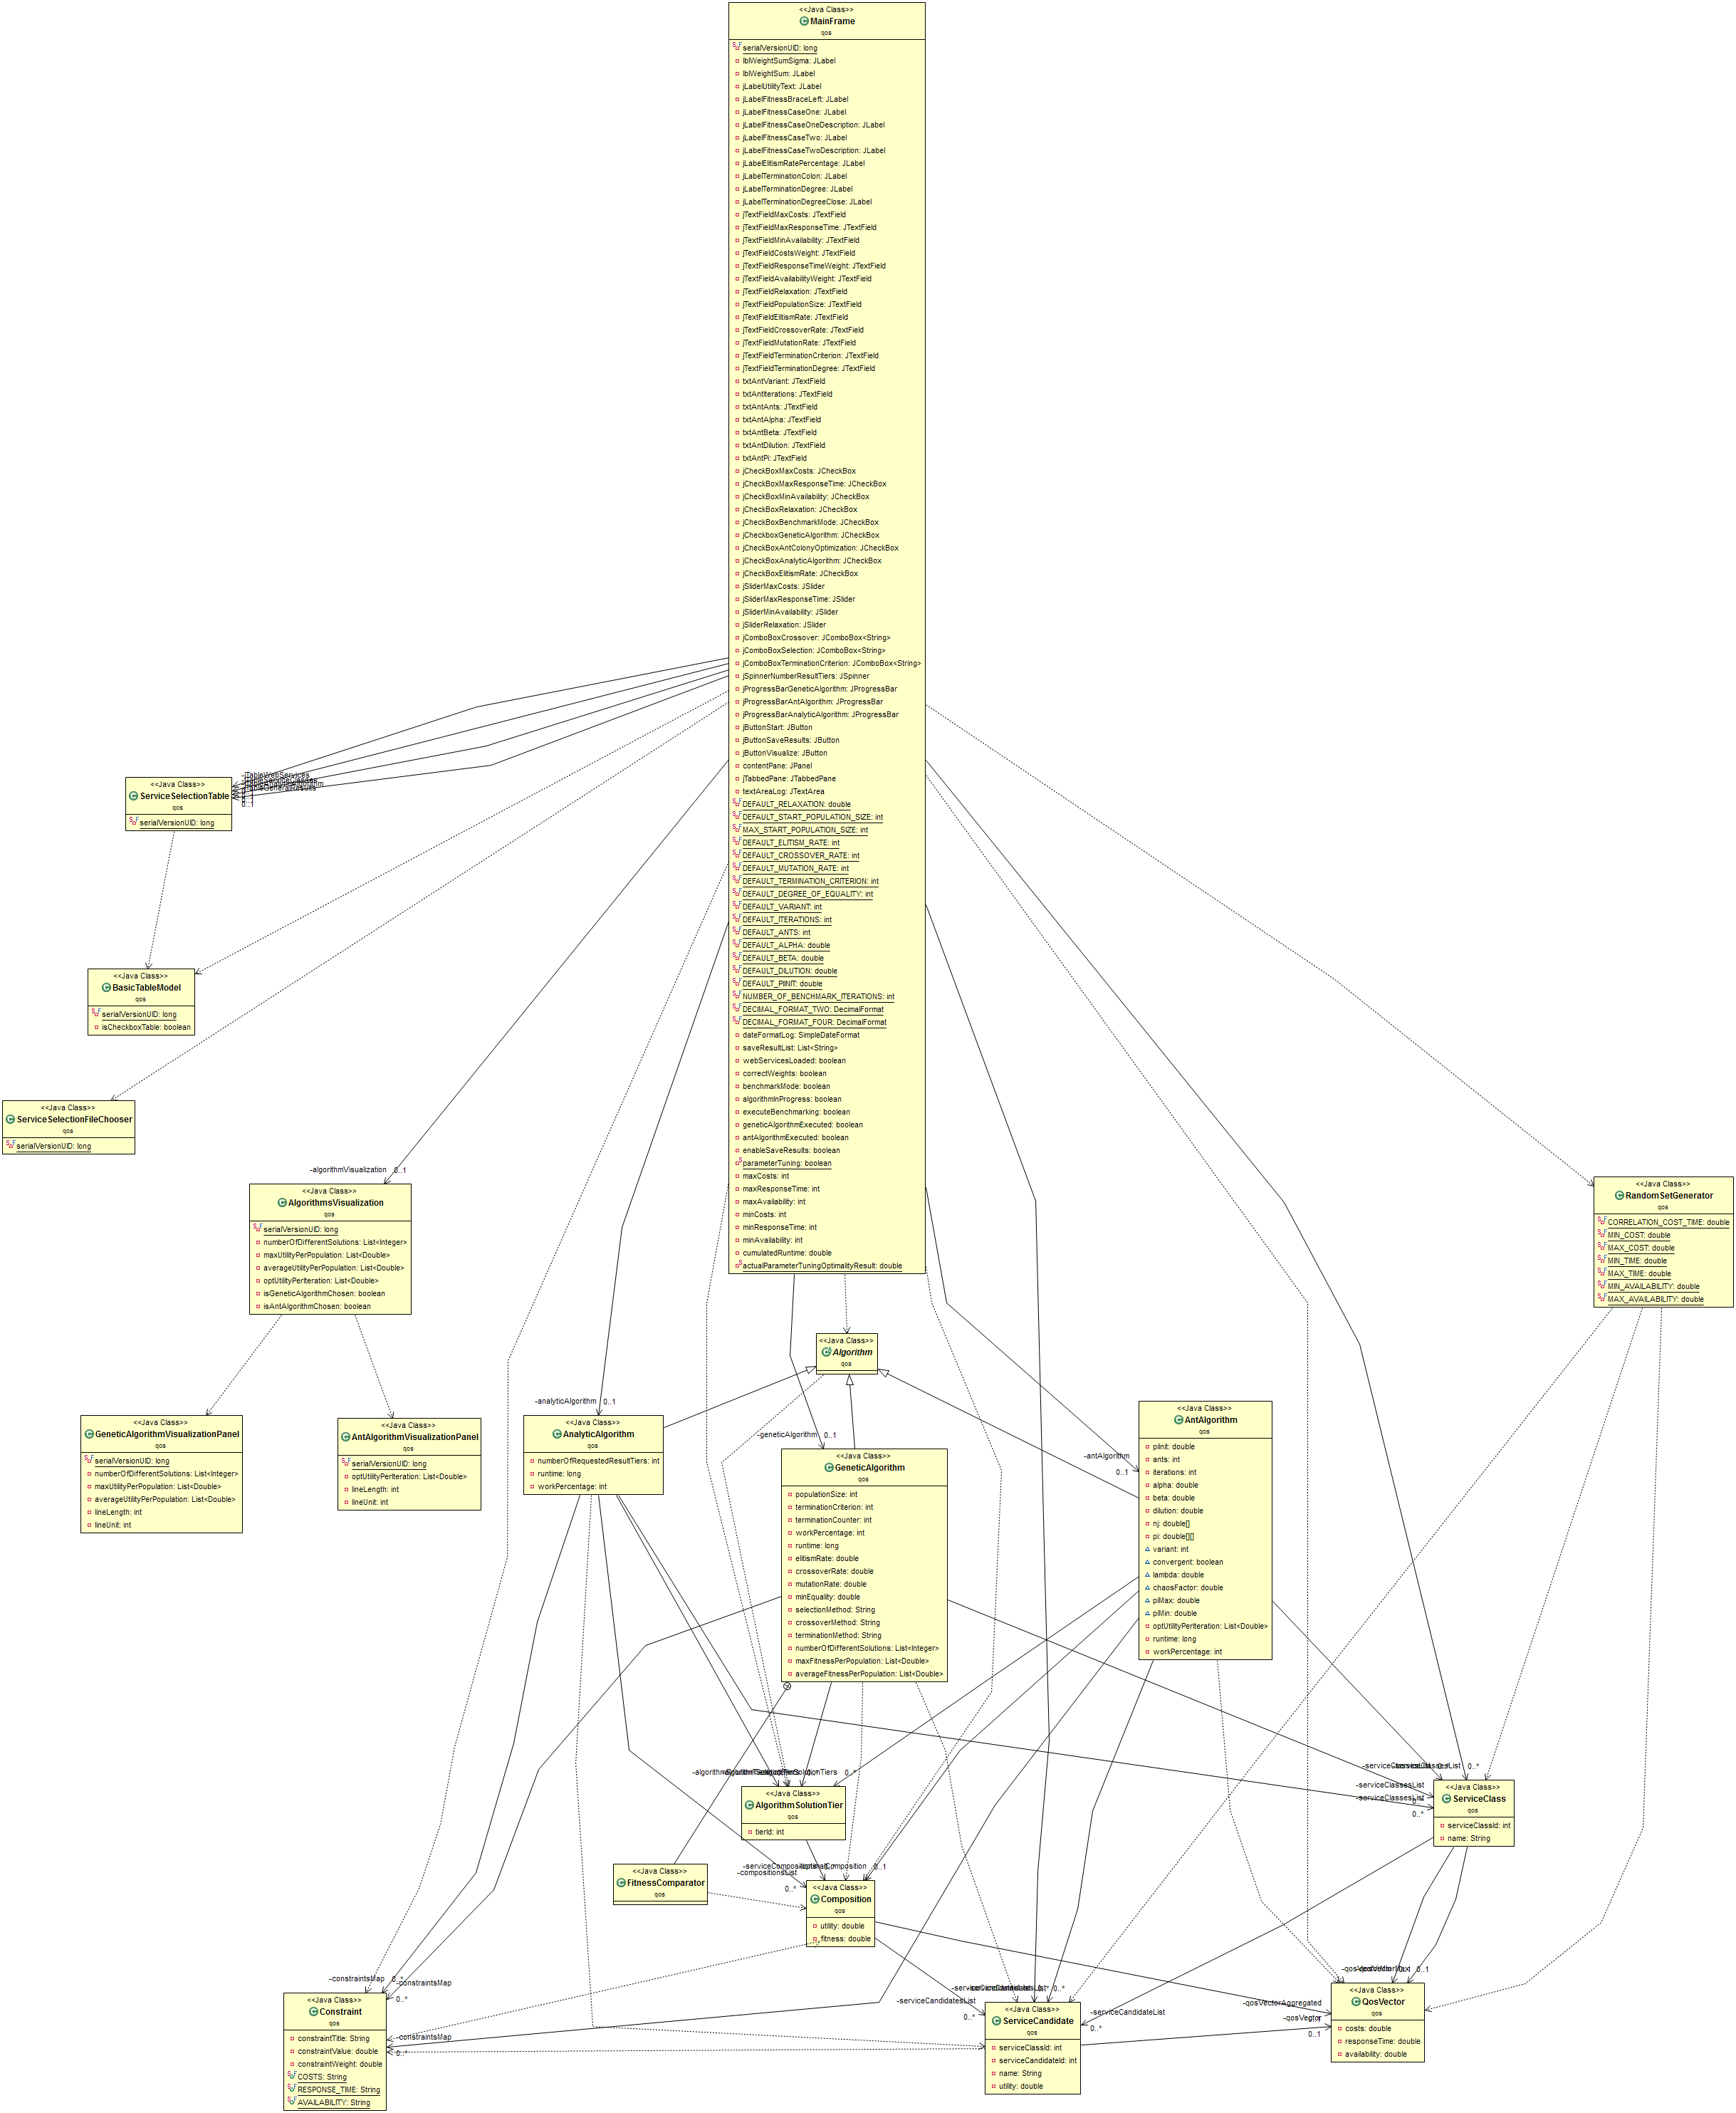 <<Java Class>>
MainFrame
qos
serialVersionUID: long
lblWeightSumSigma: JLabel
lblWeightSum: JLabel
jLabelUtilityText: JLabel
jLabelFitnessBraceLeft: JLabel
jLabelFitnessCaseOne: JLabel
jLabelFitnessCaseOneDescription: JLabel
jLabelFitnessCaseTwo: JLabel
jLabelFitnessCaseTwoDescription: JLabel
jLabelElitismRatePercentage: JLabel
jLabelTerminationColon: JLabel
jLabelTerminationDegree: JLabel
jLabelTerminationDegreeClose: JLabel
jTextFieldMaxCosts: JTextField
jTextFieldMaxResponseTime: JTextField
jTextFieldMinAvailability: JTextField
jTextFieldCostsWeight: JTextField
jTextFieldResponseTimeWeight: JTextField
jTextFieldAvailabilityWeight: JTextField
jTextFieldRelaxation: JTextField
jTextFieldPopulationSize: JTextField
jTextFieldElitismRate: JTextField
jTextFieldCrossoverRate: JTextField
jTextFieldMutationRate: JTextField
jTextFieldTerminationCriterion: JTextField
jTextFieldTerminationDegree: JTextField
txtAntVariant: JTextField
txtAntIterations: JTextField
txtAntAnts: JTextField
txtAntAlpha: JTextField
txtAntBeta: JTextField
txtAntDilution: JTextField
txtAntPi: JTextField
jCheckBoxMaxCosts: JCheckBox
jCheckBoxMaxResponseTime: JCheckBox
jCheckBoxMinAvailability: JCheckBox
jCheckBoxRelaxation: JCheckBox
jCheckBoxBenchmarkMode: JCheckBox
jCheckboxGeneticAlgorithm: JCheckBox
jCheckBoxAntColonyOptimization: JCheckBox
jCheckBoxAnalyticAlgorithm: JCheckBox
jCheckBoxElitismRate: JCheckBox
jSliderMaxCosts: JSlider
jSliderMaxResponseTime: JSlider
jSliderMinAvailability: JSlider
jSliderRelaxation: JSlider
jComboBoxCrossover: JComboBox<String>
jComboBoxSelection: JComboBox<String>
jComboBoxTerminationCriterion: JComboBox<String>
jSpinnerNumberResultTiers: JSpinner
jProgressBarGeneticAlgorithm: JProgressBar
jProgressBarAntAlgorithm: JProgressBar
jProgressBarAnalyticAlgorithm: JProgressBar
jButtonStart: JButton
jButtonSaveResults: JButton
jButtonVisualize: JButton
contentPane: JPanel
jTabbedPane: JTabbedPane
textAreaLog: JTextArea
DEFAULT_RELAXATION: double
DEFAULT_START_POPULATION_SIZE: int
MAX_START_POPULATION_SIZE: int
DEFAULT_ELITISM_RATE: int
DEFAULT_CROSSOVER_RATE: int
DEFAULT_MUTATION_RATE: int
DEFAULT_TERMINATION_CRITERION: int
DEFAULT_DEGREE_OF_EQUALITY: int
DEFAULT_VARIANT: int
DEFAULT_ITERATIONS: int
DEFAULT_ANTS: int
DEFAULT_ALPHA: double
DEFAULT_BETA: double
DEFAULT_DILUTION: double
DEFAULT_PIINIT: double
NUMBER_OF_BENCHMARK_ITERATIONS: int
DECIMAL_FORMAT_TWO: DecimalFormat
DECIMAL_FORMAT_FOUR: DecimalFormat
dateFormatLog: SimpleDateFormat
saveResultList: List<String>
webServicesLoaded: boolean
correctWeights: boolean
benchmarkMode: boolean
algorithmInProgress: boolean
executeBenchmarking: boolean
geneticAlgorithmExecuted: boolean
antAlgorithmExecuted: boolean
enableSaveResults: boolean
parameterTuning: boolean
maxCosts: int
maxResponseTime: int
maxAvailability: int
minCosts: int
minResponseTime: int
minAvailability: int
cumulatedRuntime: double
actualParameterTuningOptimalityResult: double
-jTableWebServices
-jTableGeneralResults
0..1
<<Java Class>>
ServiceSelectionTable
qos
serialVersionUID: long
<<Java Class>>
BasicTableModel
qos
serialVersionUID: long
isCheckboxTable: boolean
<<Java Class>>
ServiceSelectionFileChooser
qos
serialVersionUID: long
-algorithmVisualization 0..1
<<Java Class>>
AlgorithmsVisualization
qos
serialVersionUID: long
numberOfDifferentSolutions: List<Integer>
maxUtilityPerPopulation: List<Double>
averageUtilityPerPopulation: List<Double>
optUtilityPerIteration: List<Double>
isGeneticAlgorithmChosen: boolean
isAntAlgorithmChosen: boolean
<<Java Class>>
RandomSetGenerator
qos
CORRELATION_COST_TIME: double
MIN_COST: double
MAX_COST: double
MIN_TIME: double
MAX_TIME: double
MIN_AVAILABILITY: double
MAX_AVAILABILITY: double
<<Java Class>>
Algorithm
qos
<<Java Class>>
GeneticAlgorithmVisualizationPanel
qos
serialVersionUID: long
numberOfDifferentSolutions: List<Integer>
maxUtilityPerPopulation: List<Double>
averageUtilityPerPopulation: List<Double>
lineLength: int
lineUnit: int
<<Java Class>>
AntAlgorithmVisualizationPanel
qos
serialVersionUID: long
optUtilityPerIteration: List<Double>
lineLength: int
lineUnit: int
-analyticAlgorithm 0..1
<<Java Class>>
AnalyticAlgorithm
qos
numberOfRequestedResultTiers: int
runtime: long
workPercentage: int
-geneticAlgorithm 0..1
<<Java Class>>
GeneticAlgorithm
qos
populationSize: int
terminationCriterion: int
terminationCounter: int
workPercentage: int
runtime: long
elitismRate: double
crossoverRate: double
mutationRate: double
minEquality: double
selectionMethod: String
crossoverMethod: String
terminationMethod: String
numberOfDifferentSolutions: List<Integer>
maxFitnessPerPopulation: List<Double>
averageFitnessPerPopulation: List<Double>
-antAlgorithm
0..1
<<Java Class>>
AntAlgorithm
qos
piInit: double
ants: int
iterations: int
alpha: double
beta: double
dilution: double
nj: double[]
pi: double[][]
variant: int
convergent: boolean
lambda: double
chaosFactor: double
piMax: double
piMin: double
optUtilityPerIteration: List<Double>
runtime: long
workPercentage: int
0..*
<<Java Class>>
AlgorithmSolutionTier
qos
tierId: int
-serviceClassesList 0..*
-serviceClassesList
-serviceClassesList
0..*
<<Java Class>>
ServiceClass
qos
serviceClassId: int
name: String
<<Java Class>>
FitnessComparator
qos
0..1
-compositionsList
0..*
<<Java Class>>
Composition
qos
utility: double
fitness: double
-constraintsMap 0..*
-constraintsMap
0..*
-constraintsMap
0..*
<<Java Class>>
Constraint
qos
constraintTitle: String
constraintValue: double
constraintWeight: double
COSTS: String
RESPONSE_TIME: String
AVAILABILITY: String
0..*
-serviceCandidatesList
0..*
-serviceCandidateList
0..*
<<Java Class>>
ServiceCandidate
qos
serviceClassId: int
serviceCandidateId: int
name: String
utility: double
0..1
-qosVectorAggregated
-qosVector
0..1
<<Java Class>>
QosVector
qos
costs: double
responseTime: double
availability: double